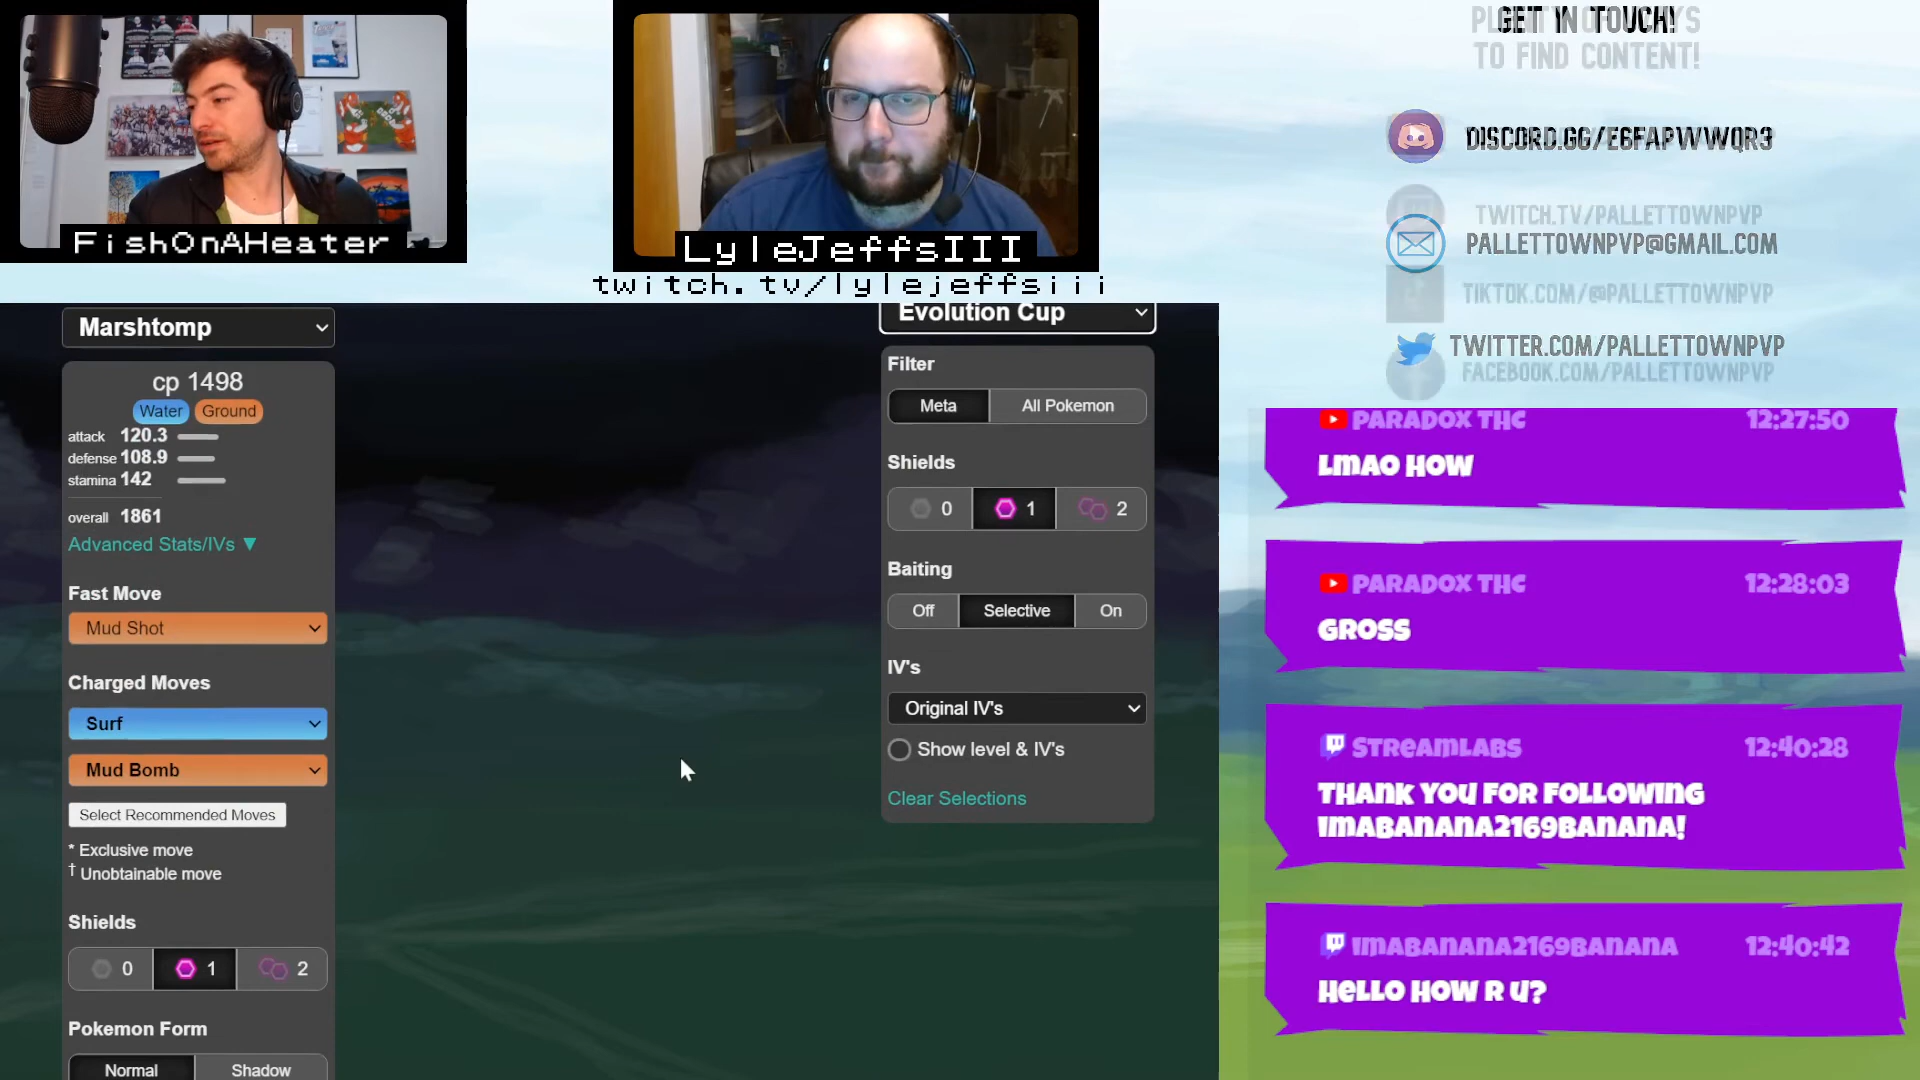 FishOnAHeater
LyleJeffsIII
twitch.tv/lylejeffsiii
Marshtomp
cp 1498
Water
Ground
attack 120.3
defense 108.9
stamina 142
overall 1861
Advanced Stats/IVs ▼
Fast Move
Mud Shot
Charged Moves
Surf
Mud Bomb
Select Recommended Moves
* Exclusive move
† Unobtainable move
Shields
0
1
2
Pokemon Form
Normal
Shadow
Evolution Cup
Filter
Meta
All Pokemon
Shields
0
1
2
Baiting
Off
Selective
On
IV's
Original IV's
Show level & IV's
Clear Selections
GET IN TOUCH!
TO FIND CONTENT!
DISCORD.GG/E6FAPWWQR3
TWITCH.TV/PALLETTOWNPVP
PALLETTOWNPVP@GMAIL.COM
TIKTOK.COM/@PALLETTOWNPVP
TWITTER.COM/PALLETTOWNPVP
FACEBOOK.COM/PALLETTOWNPVP
PARADOX THC 12:27:50
LMAO HOW
PARADOX THC 12:28:03
GROSS
STREAMLABS 12:40:28
THANK YOU FOR FOLLOWING
IMABANANA2169BANANA!
IMABANANA2169BANANA 12:40:42
HELLO HOW R U?